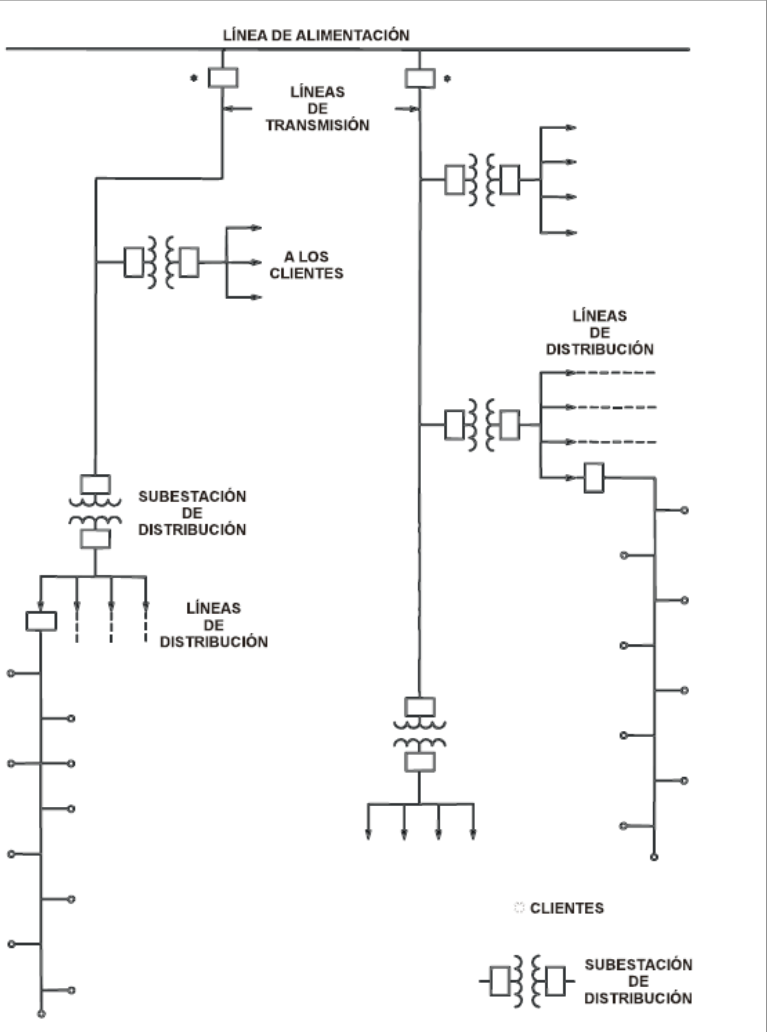 LÍNEA DE ALIMENTACIÓN
*
*
LÍNEAS
DE
TRANSMISIÓN
A LOS
CLIENTES
LÍNEAS
DE
DISTRIBUCIÓN
SUBESTACIÓN
DE
DISTRIBUCIÓN
LÍNEAS
DE
DISTRIBUCIÓN
CLIENTES
SUBESTACIÓN
DE
DISTRIBUCIÓN